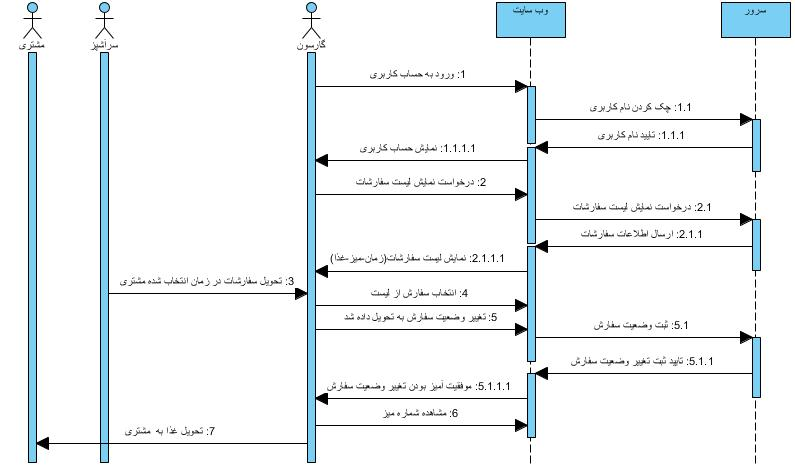 مشتری
سرآشپز
گارسون
وب سایت
سرور
1: ورود به حساب کاربری
1.1: چک کردن نام کاربری
1.1.1: تایید نام کاربری
1.1.1.1: نمایش حساب کاربری
2: درخواست نمایش لیست سفارشات
2.1: درخواست نمایش لیست سفارشات
2.1.1: ارسال اطلاعات سفارشات
2.1.1.1: نمایش لیست سفارشات(زمان-میز-غذا)
3: تحویل سفارشات در زمان انتخاب شده مشتری
4: انتخاب سفارش از لیست
5: تغییر وضعیت سفارش به تحویل داده شد
5.1: ثبت وضعیت سفارش
5.1.1: تایید ثبت تغییر وضعیت سفارش
5.1.1.1: موفقیت آمیز بودن تغییر وضعیت سفارش
6: مشاهده شماره میز
7: تحویل غذا به مشتری